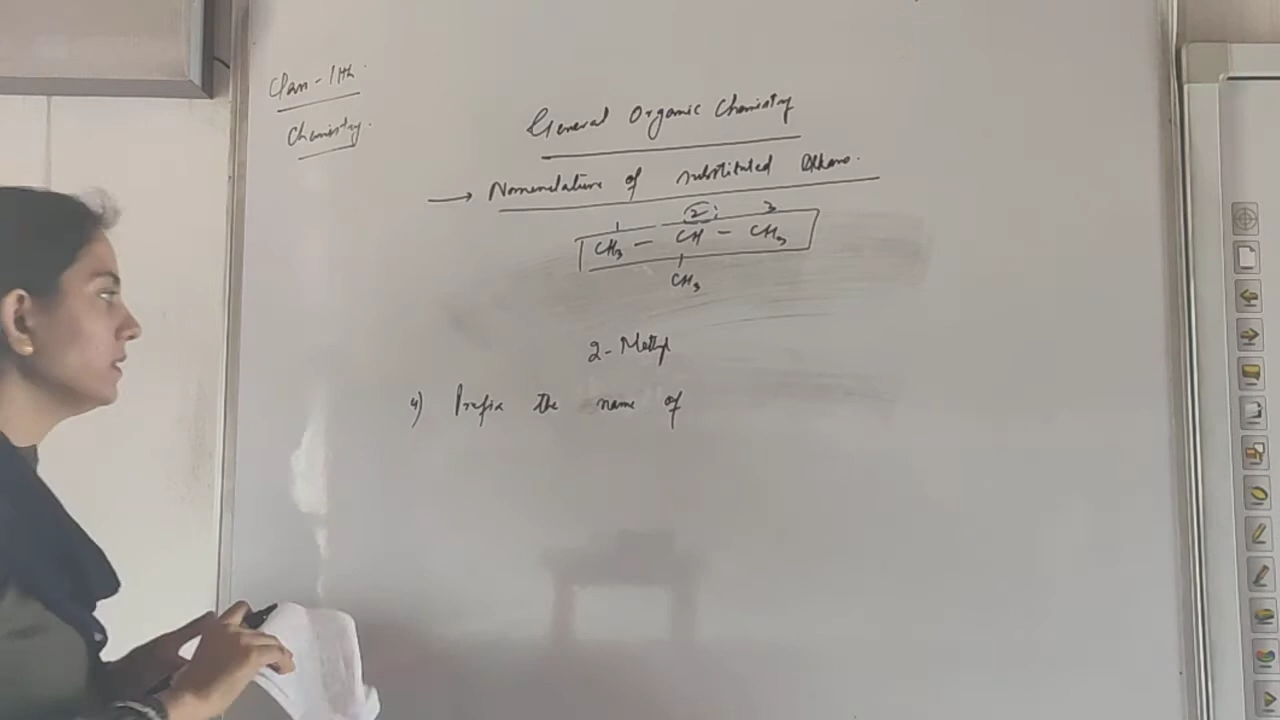 Class - 11th.
Chemistry.
General Organic Chemistry
→ Nomenclature of substituted Alkane.
1 2: 3
CH₃ - CH - CH₃
CH₃
2- Methyl
4) Prefix the name of